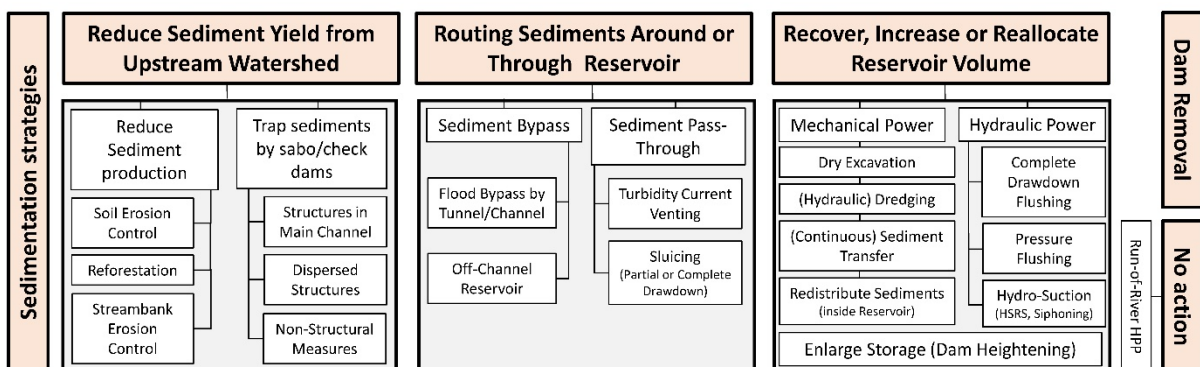 Sedimentation strategies
Reduce Sediment Yield from
Upstream Watershed
Reduce
Sediment
production
Soil Erosion
Control
Reforestation
Streambank
Erosion
Control
Trap sediments
by sabo/check
dams
Structures in
Main Channel
Dispersed
Structures
Non-Structural
Measures
Routing Sediments Around or
Through Reservoir
Sediment Bypass
Flood Bypass by
Tunnel/Channel
Off-Channel
Reservoir
Sediment Pass-
Through
Turbidity Current
Venting
Sluicing
(Partial or Complete
Drawdown)
Recover, Increase or Reallocate
Reservoir Volume
Mechanical Power
Dry Excavation
(Hydraulic) Dredging
(Continuous) Sediment
Transfer
Redistribute Sediments
(inside Reservoir)
Hydraulic Power
Complete
Drawdown
Flushing
Pressure
Flushing
Hydro-Suction
(HSRS, Siphoning)
Enlarge Storage (Dam Heightening)
Dam Removal
Run-of-River HPP
No action